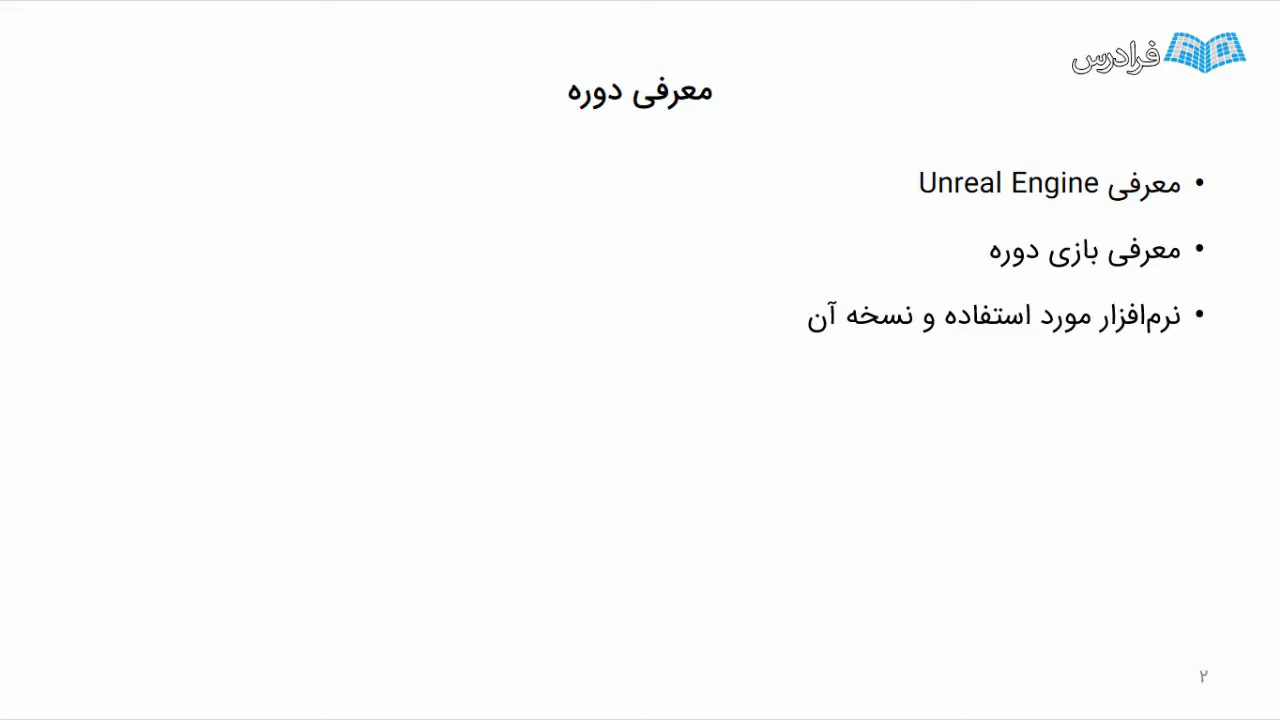 فرادرس
معرفی دوره
• معرفی Unreal Engine
• معرفی بازی دوره
• نرم‌افزار مورد استفاده و نسخه آن
۲